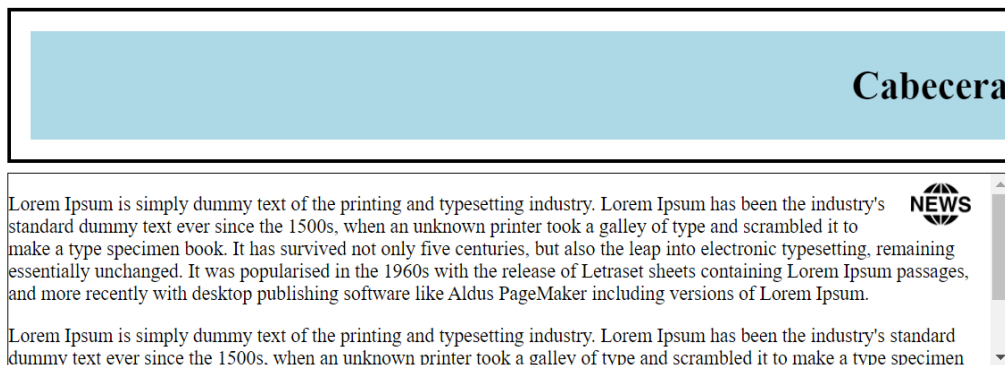 Cabecera
Lorem Ipsum is simply dummy text of the printing and typesetting industry. Lorem Ipsum has been the industry's
NEWS
standard dummy text ever since the 1500s, when an unknown printer took a galley of type and scrambled it to
make a type specimen book. It has survived not only five centuries, but also the leap into electronic typesetting, remaining
essentially unchanged. It was popularised in the 1960s with the release of Letraset sheets containing Lorem Ipsum passages,
and more recently with desktop publishing software like Aldus PageMaker including versions of Lorem Ipsum.
Lorem Ipsum is simply dummy text of the printing and typesetting industry. Lorem Ipsum has been the industry's standard
dummy text ever since the 1500s, when an unknown printer took a galley of type and scrambled it to make a type specimen